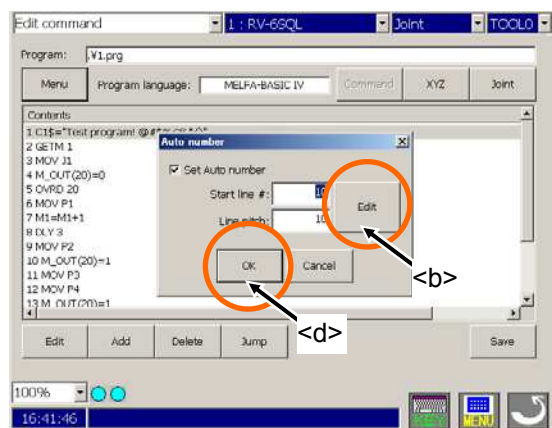 Edit command 1 : RV-6SQL Joint TOOL0
Program: .¥1.prg
Menu Program language: MELFA-BASIC IV Command XYZ Joint
Contents
1 C1$="Test program! @#
2 GETM 1
3 MOV J1
4 M_OUT(20)=0
5 OVRD 20
6 MOV P1
7 M1=M1+1
8 DLY 3
9 MOV P2
10 M_OUT(20)=1
11 MOV P3
12 MOV P4
13 M_OUT(20)=1
Auto number
Set Auto number
Start line #: 10
Line pitch: 10
Edit
OK Cancel
<b>
<d>
Edit Add Delete Jump Save
100%
16:41:46
MENU